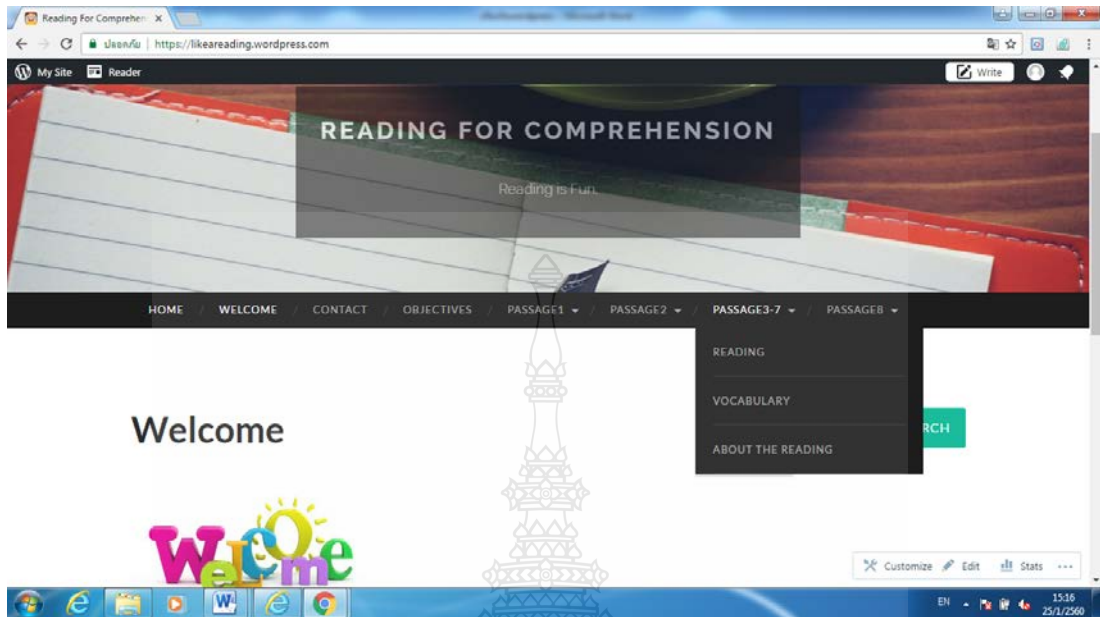 Reading For Comprehen
ปลอดภัย | https://likeareading.wordpress.com
My Site Reader Write
READING FOR COMPREHENSION
Reading is Fun.
HOME / WELCOME / CONTACT / OBJECTIVES / PASSAGE1 / PASSAGE2 / PASSAGE3-7 / PASSAGE8
READING
VOCABULARY
ABOUT THE READING
Welcome
RCH
WelCOme
Customize Edit Stats
EN 15:16
25/1/2560